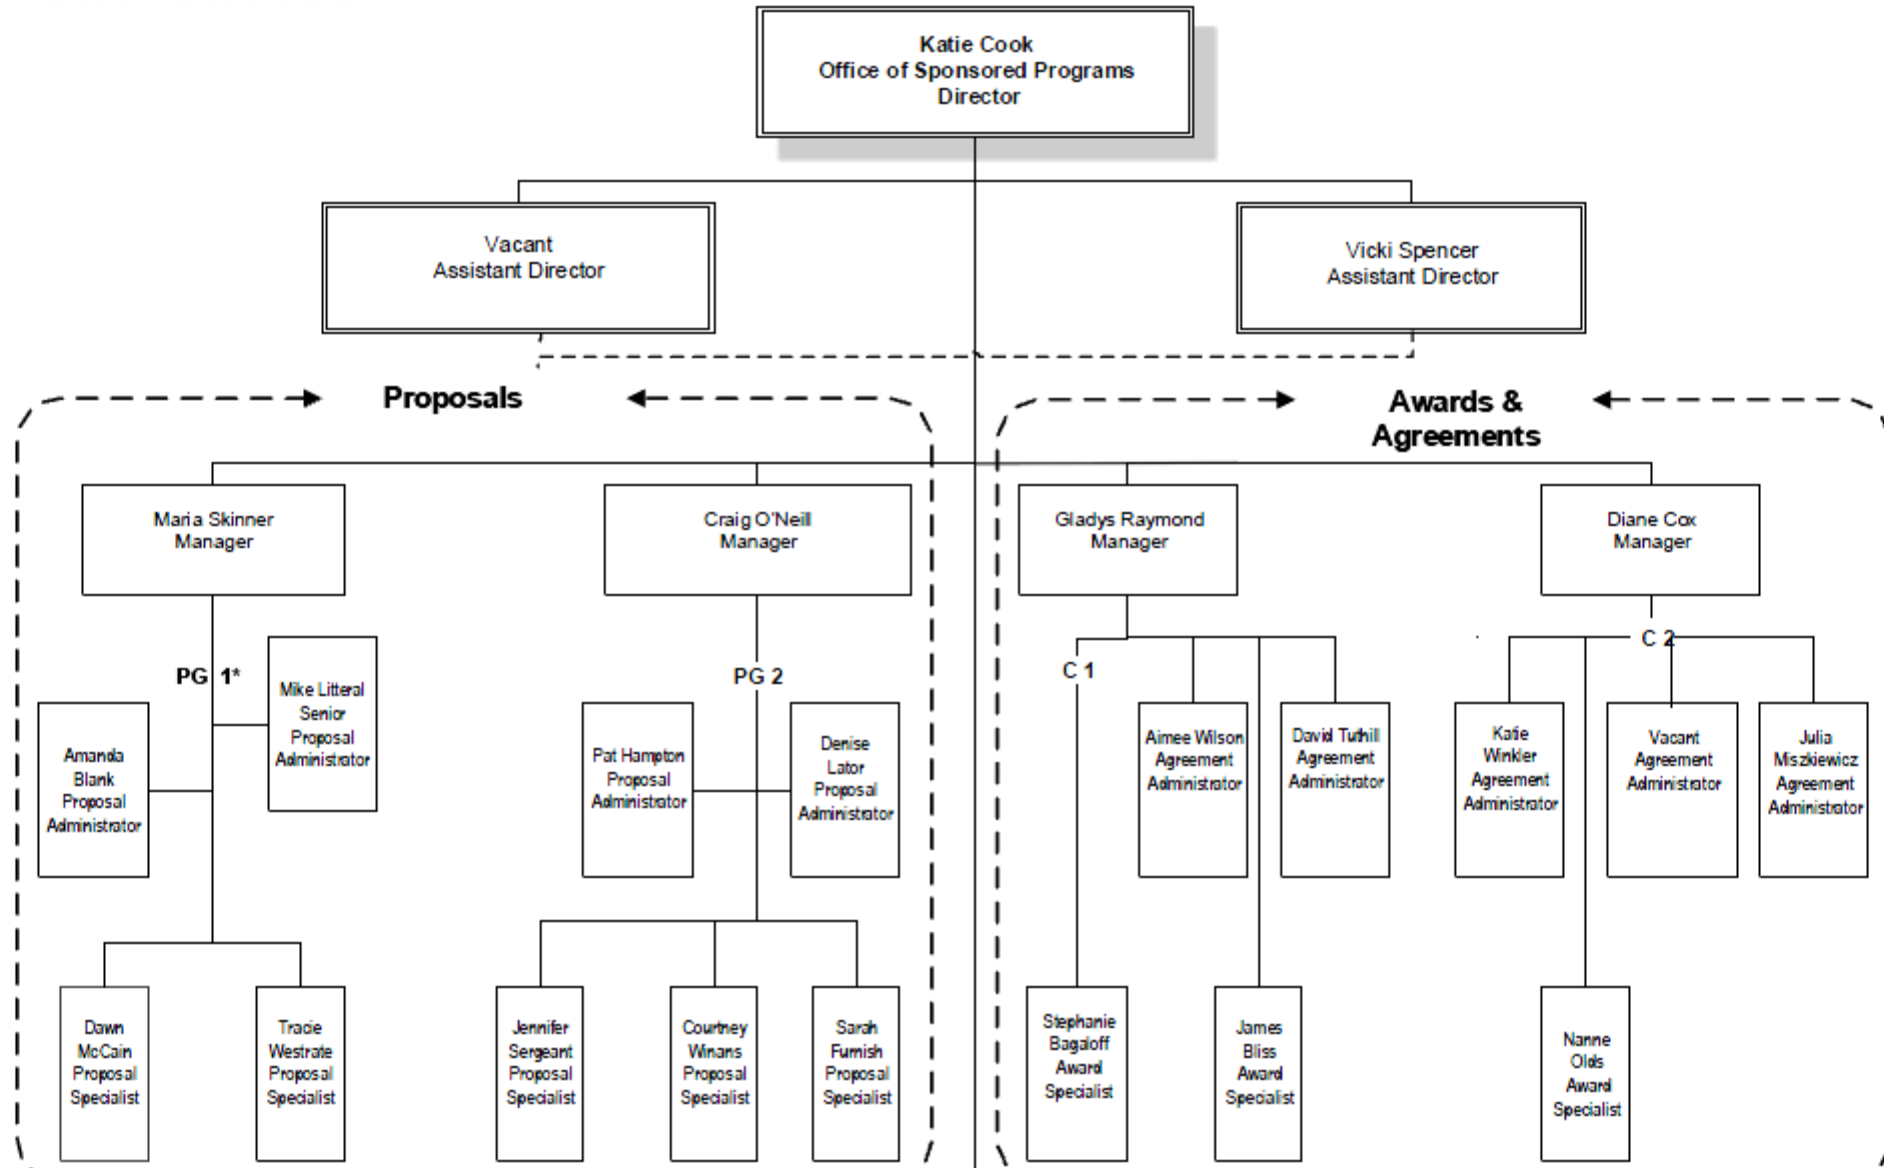 Katie Cook
Office of Sponsored Programs
Director
Vacant
Assistant Director
Vicki Spencer
Assistant Director
Proposals
Awards &
Agreements
Maria Skinner
Manager
Craig O'Neill
Manager
Gladys Raymond
Manager
Diane Cox
Manager
PG 1*
PG 2
C 1
C 2
Mike Litteral
Senior
Proposal
Administrator
Amanda
Blank
Proposal
Administrator
Pat Hampton
Proposal
Administrator
Denise
Lator
Proposal
Administrator
Aimee Wilson
Agreement
Administrator
David Tuthill
Agreement
Administrator
Katie
Winkler
Agreement
Administrator
Vacant
Agreement
Administrator
Julia
Miszkiewicz
Agreement
Administrator
Dawn
McCain
Proposal
Specialist
Tracie
Westrate
Proposal
Specialist
Jennifer
Sergeant
Proposal
Specialist
Courtney
Winans
Proposal
Specialist
Sarah
Furnish
Proposal
Specialist
Stephanie
Bagaloff
Award
Specialist
James
Bliss
Award
Specialist
Nanne
Olds
Award
Specialist